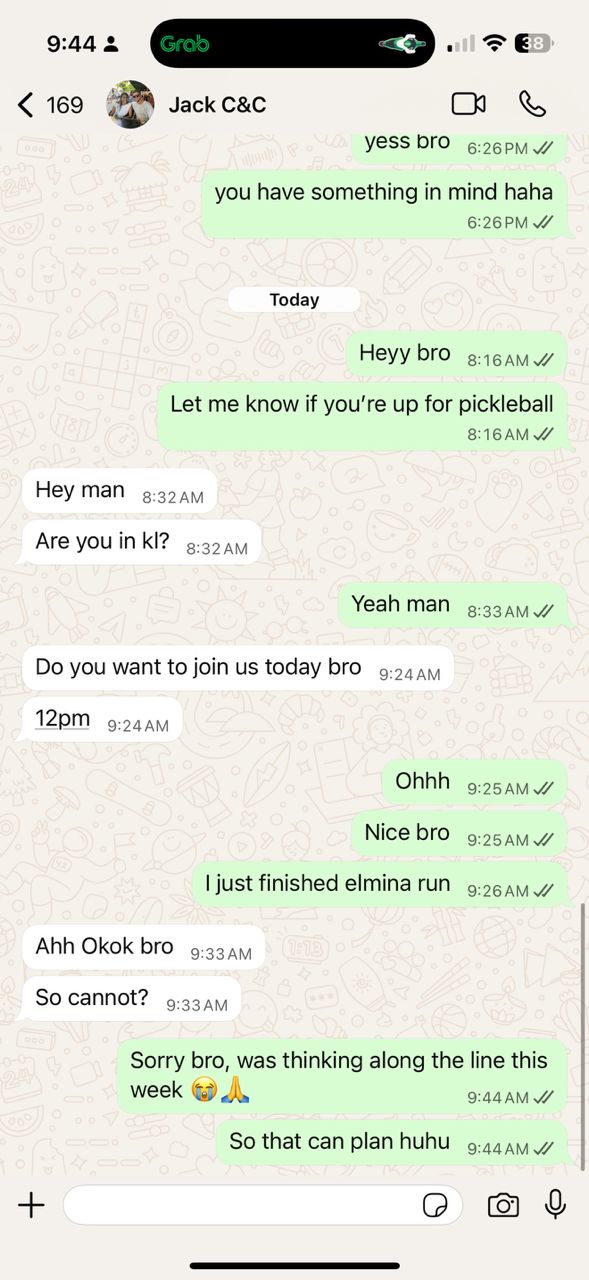 9:44
Grab
38
169
Jack C&C
yess bro 6:26 PM
you have something in mind haha
6:26 PM
Today
Heyy bro 8:16 AM
Let me know if you’re up for pickleball
8:16 AM
Hey man 8:32 AM
Are you in kl? 8:32 AM
Yeah man 8:33 AM
Do you want to join us today bro 9:24 AM
12pm 9:24 AM
Ohhh 9:25 AM
Nice bro 9:25 AM
I just finished elmina run 9:26 AM
Ahh Okok bro 9:33 AM
So cannot? 9:33 AM
Sorry bro, was thinking along the line this
week 😭🙏 9:44 AM
So that can plan huhu 9:44 AM